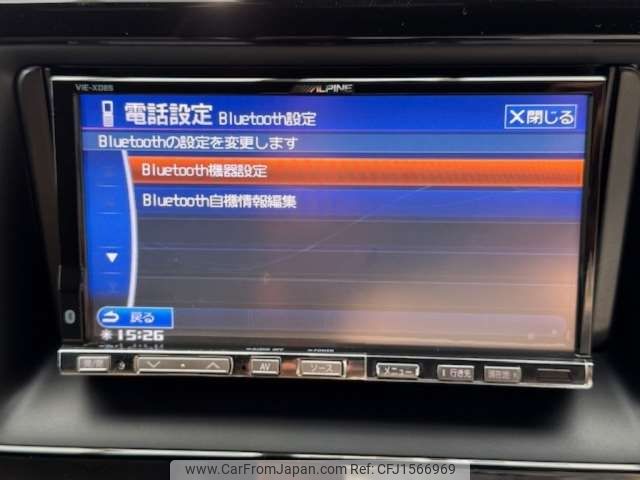 VIE-X08S
ALPINE
電話設定 Bluetooth設定
×閉じる
Bluetoothの設定を変更します
Bluetooth機器設定
Bluetooth自機情報編集
戻る
15:26
AUDIO OFF
POWER
AV
ソース
メニュー
行き先
現在地
www.CarFromJapan.com - CFJ1566969